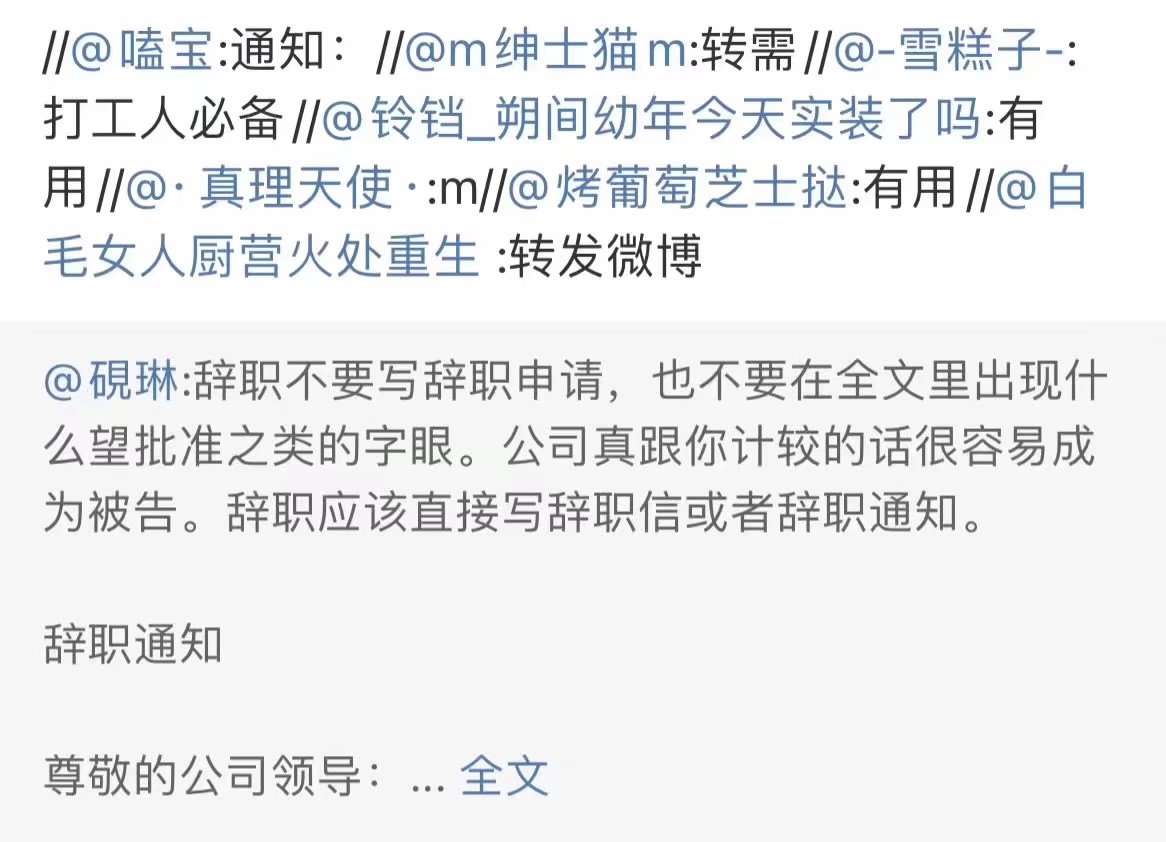 //@嗑宝:通知：//@m绅士猫m:转需//@-雪糕子-:
打工人必备//@铃铛_朔间幼年今天实装了吗:有
用//@·真理天使·:m//@烤葡萄芝士挞:有用//@白
毛女人厨营火处重生 :转发微博
@硯琳:辞职不要写辞职申请，也不要在全文里出现什
么望批准之类的字眼。公司真跟你计较的话很容易成
为被告。辞职应该直接写辞职信或者辞职通知。
辞职通知
尊敬的公司领导：... 全文